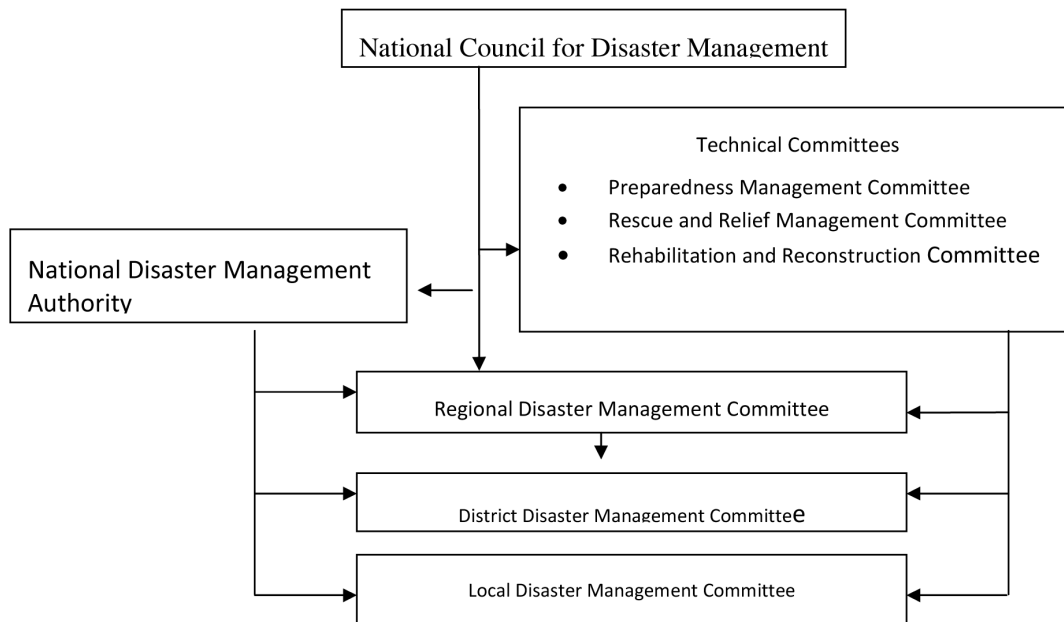 National Council for Disaster Management
Technical Committees
• Preparedness Management Committee
• Rescue and Relief Management Committee
• Rehabilitation and Reconstruction Committee
National Disaster Management
Authority
Regional Disaster Management Committee
District Disaster Management Committee
Local Disaster Management Committee